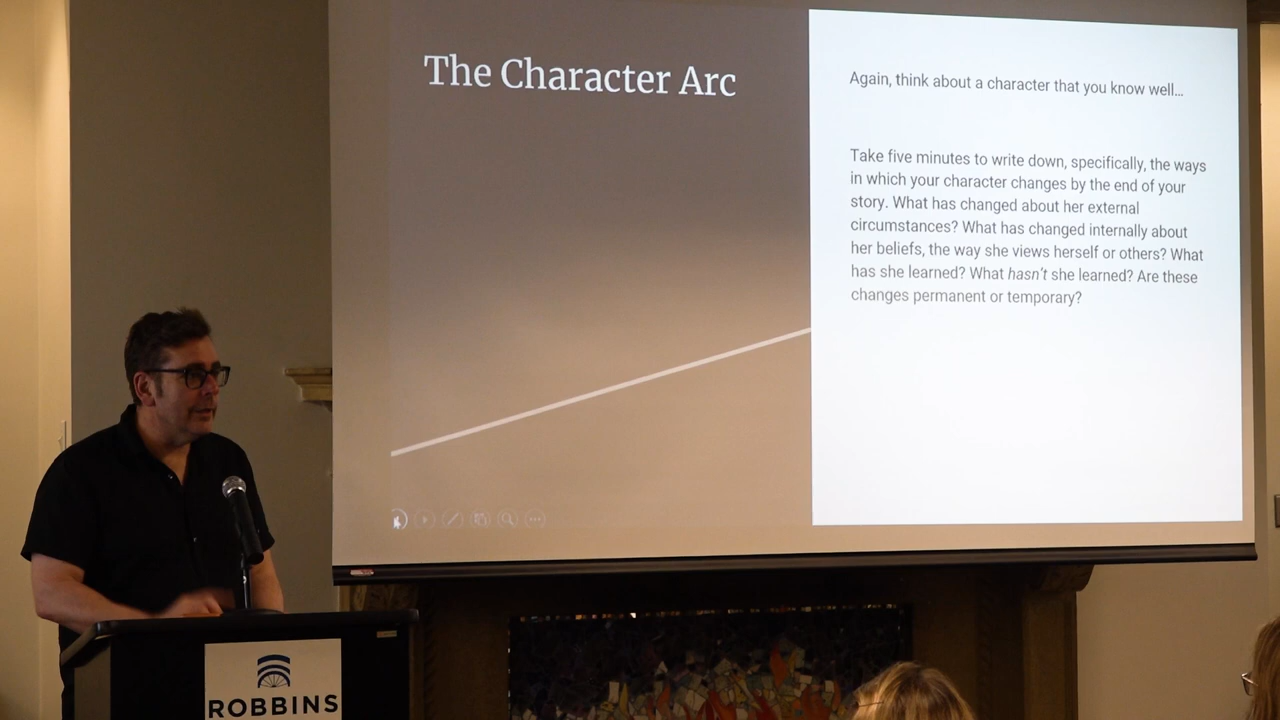 The Character Arc
Again, think about a character that you know well…
Take five minutes to write down, specifically, the ways
in which your character changes by the end of your
story. What has changed about her external
circumstances? What has changed internally about
her beliefs, the way she views herself or others? What
has she learned? What hasn't she learned? Are these
changes permanent or temporary?
ROBBINS